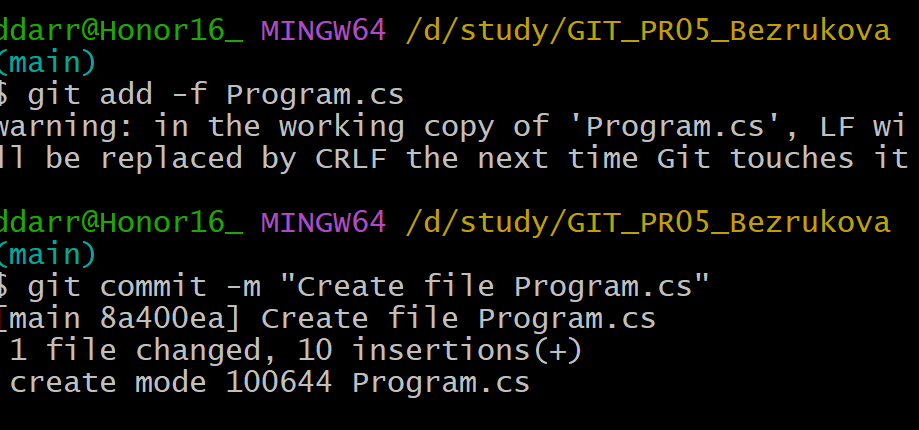 ddarr@Honor16_ MINGW64 /d/study/GIT_PR05_Bezrukova
(main)
$ git add -f Program.cs
warning: in the working copy of 'Program.cs', LF wi
ll be replaced by CRLF the next time Git touches it
ddarr@Honor16_ MINGW64 /d/study/GIT_PR05_Bezrukova
(main)
$ git commit -m "Create file Program.cs"
[main 8a400ea] Create file Program.cs
1 file changed, 10 insertions(+)
create mode 100644 Program.cs